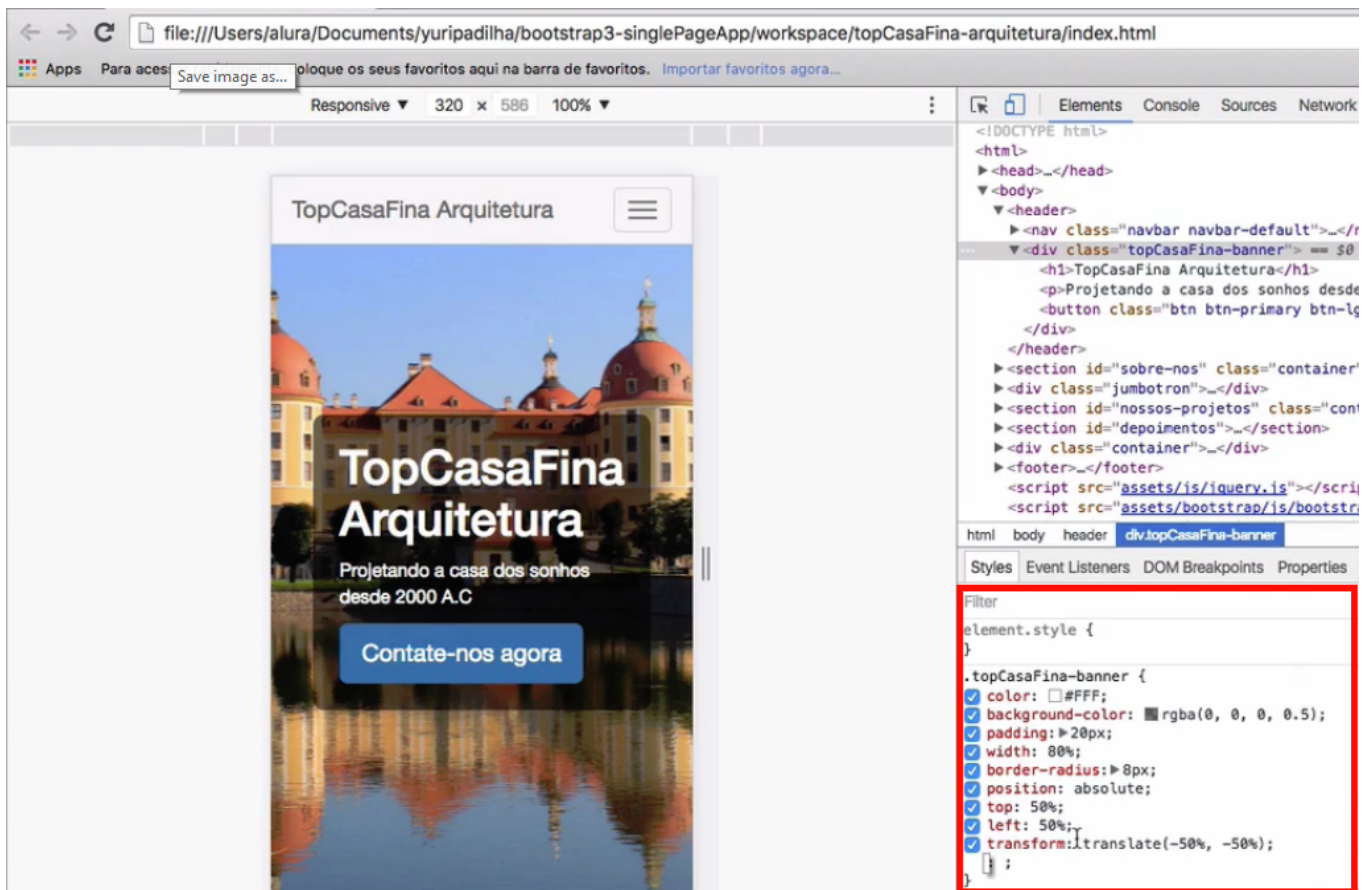 file:///Users/alura/Documents/yuripadilha/bootstrap3-singlePageApp/workspace/topCasaFina-arquitetura/index.html
Apps Para aces
Save image as...
oloque os seus favoritos aqui na barra de favoritos. Importar favoritos agora...
Responsive ▼ 320 × 586 100% ▼
TopCasaFina Arquitetura
TopCasaFina
Arquitetura
Projetando a casa dos sonhos
desde 2000 A.C
Contate-nos agora
Elements Console Sources Network
<!DOCTYPE html>
<html>
▶<head>…</head>
▼<body>
▼<header>
▶<nav class="navbar navbar-default">…</n
… ▼<div class="topCasaFina-banner"> == $0
<h1>TopCasaFina Arquitetura</h1>
<p>Projetando a casa dos sonhos desde
<button class="btn btn-primary btn-lg
</div>
</header>
▶<section id="sobre-nos" class="container"
▶<div class="jumbotron">…</div>
▶<section id="nossos-projetos" class="cont
▶<section id="depoimentos">…</section>
▶<div class="container">…</div>
▶<footer>…</footer>
<script src="assets/js/jquery.js"></scrip
<script src="assets/bootstrap/js/bootstra
html body header div.topCasaFina-banner
Styles Event Listeners DOM Breakpoints Properties
Filter
element.style {
}
.topCasaFina-banner {
color: #FFF;
background-color: rgba(0, 0, 0, 0.5);
padding:▶20px;
width: 80%;
border-radius:▶8px;
position: absolute;
top: 50%;
left: 50%;
transform: translate(-50%, -50%);
: ;
}